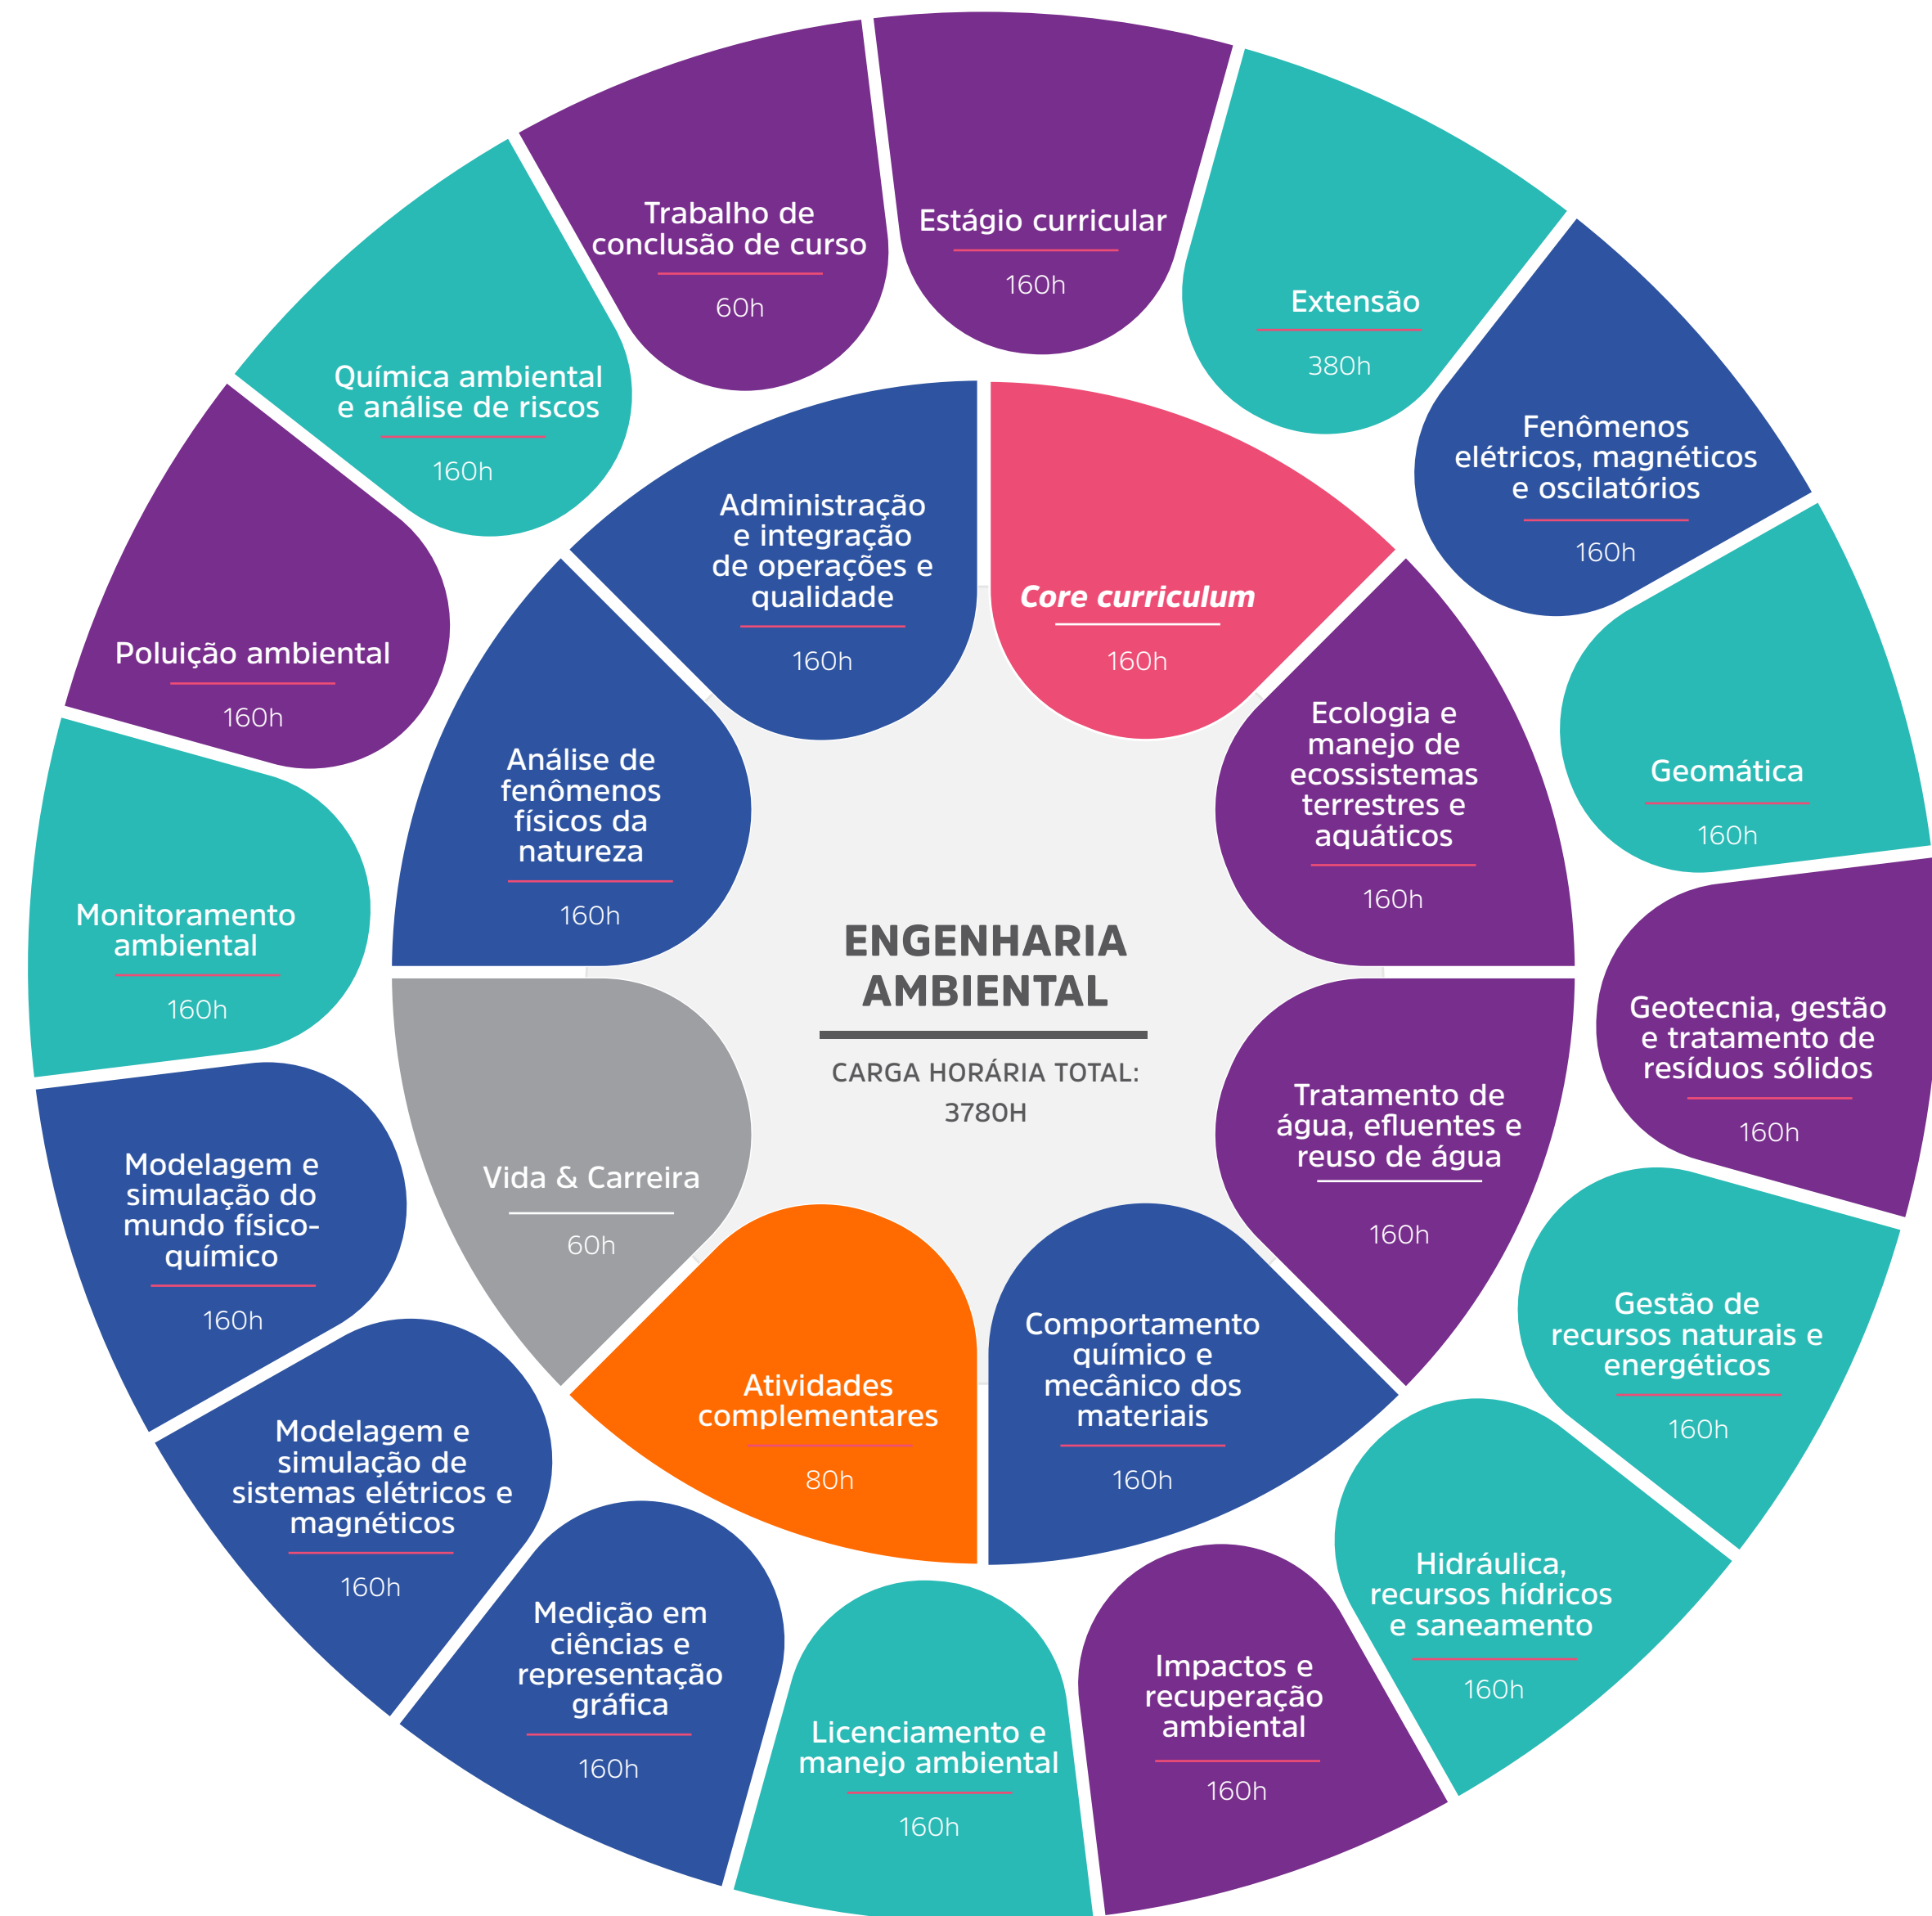 Trabalho de
conclusão de curso
60h
Estágio curricular
160h
Extensão
380h
Fenômenos
elétricos, magnéticos
e oscilatórios
160h
Geomática
160h
Geotecnia, gestão
e tratamento de
resíduos sólidos
160h
Gestão de
recursos naturais e
energéticos
160h
Hidráulica,
recursos hídricos
e saneamento
160h
Impactos e
recuperação
ambiental
160h
Licenciamento e
manejo ambiental
160h
Medição em
ciências e
representação
gráfica
160h
Modelagem e
simulação de
sistemas elétricos e
magnéticos
160h
Modelagem e
simulação do
mundo físico-
químico
160h
Monitoramento
ambiental
160h
Poluição ambiental
160h
Química ambiental
e análise de riscos
160h
Administração
e integração
de operações e
qualidade
160h
Core curriculum
160h
Ecologia e
manejo de
ecossistemas
terrestres e
aquáticos
160h
Tratamento de
água, efluentes e
reuso de água
160h
Comportamento
químico e
mecânico dos
materiais
160h
Atividades
complementares
80h
Vida & Carreira
60h
Análise de
fenômenos
físicos da
natureza
160h
ENGENHARIA
AMBIENTAL
CARGA HORÁRIA TOTAL:
3780H